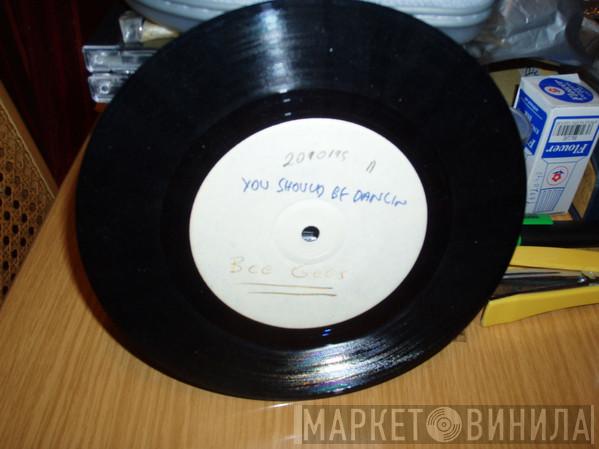 2090195 A
YOU SHOULD BE DANCIN
Bee Gees
Flower
МАРКЕТ ВИНИЛА